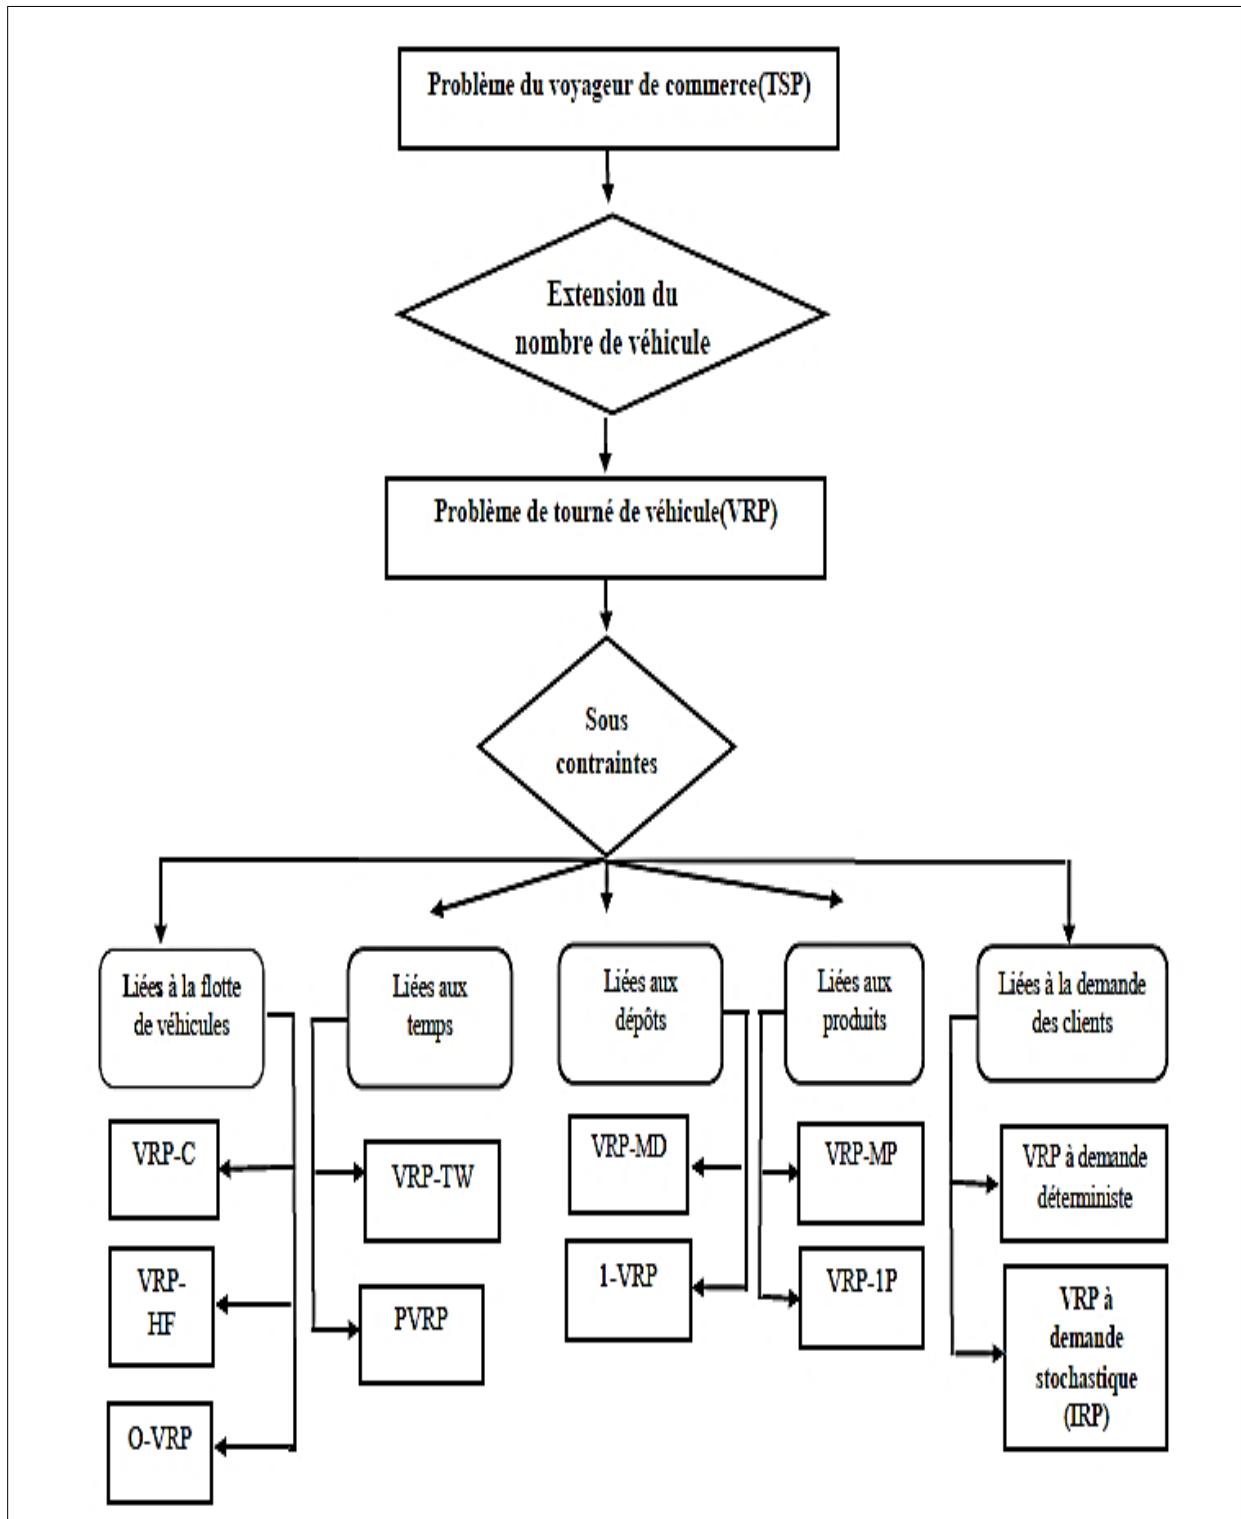 Problème du voyageur de commerce(TSP)
Extension du
nombre de véhicule
Problème de tourné de véhicule(VRP)
Sous
contraintes
Liées à la flotte
de véhicules
Liées aux
temps
Liées aux
dépôts
Liées aux
produits
Liées à la demande
des clients
VRP-C
VRP-
HF
O-VRP
VRP-TW
PVRP
VRP-MD
1-VRP
VRP-MP
VRP-1P
VRP à demande
déterministe
VRP à
demande
stochastique
(IRP)